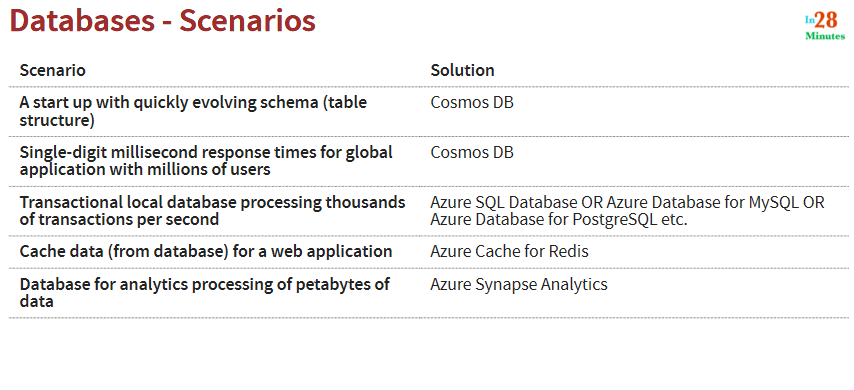 Databases - Scenarios
In28
Minutes
Scenario Solution
A start up with quickly evolving schema (table Cosmos DB
structure)
Single-digit millisecond response times for global Cosmos DB
application with millions of users
Transactional local database processing thousands Azure SQL Database OR Azure Database for MySQL OR
of transactions per second Azure Database for PostgreSQL etc.
Cache data (from database) for a web application Azure Cache for Redis
Database for analytics processing of petabytes of Azure Synapse Analytics
data